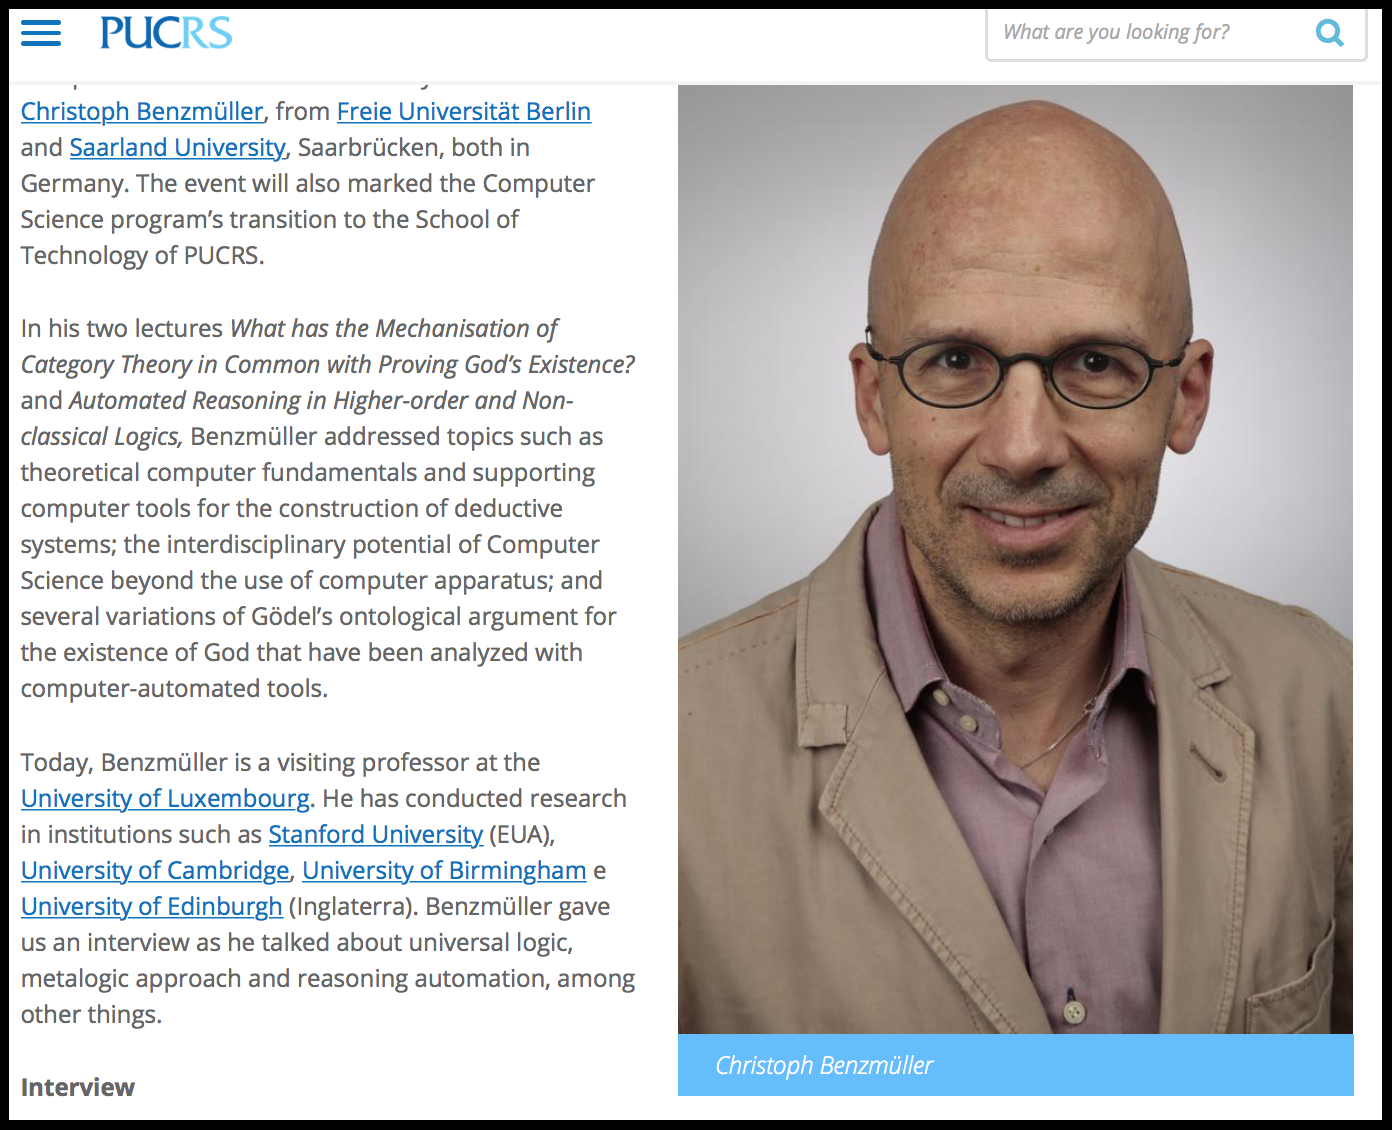 PUCRS
What are you looking for?
Christoph Benzmüller, from Freie Universität Berlin
and Saarland University, Saarbrücken, both in
Germany. The event will also marked the Computer
Science program’s transition to the School of
Technology of PUCRS.
In his two lectures What has the Mechanisation of
Category Theory in Common with Proving God’s Existence?
and Automated Reasoning in Higher-order and Non-
classical Logics, Benzmüller addressed topics such as
theoretical computer fundamentals and supporting
computer tools for the construction of deductive
systems; the interdisciplinary potential of Computer
Science beyond the use of computer apparatus; and
several variations of Gödel’s ontological argument for
the existence of God that have been analyzed with
computer-automated tools.
Today, Benzmüller is a visiting professor at the
University of Luxembourg. He has conducted research
in institutions such as Stanford University (EUA),
University of Cambridge, University of Birmingham e
University of Edinburgh (Inglaterra). Benzmüller gave
us an interview as he talked about universal logic,
metalogic approach and reasoning automation, among
other things.
Interview
Christoph Benzmüller